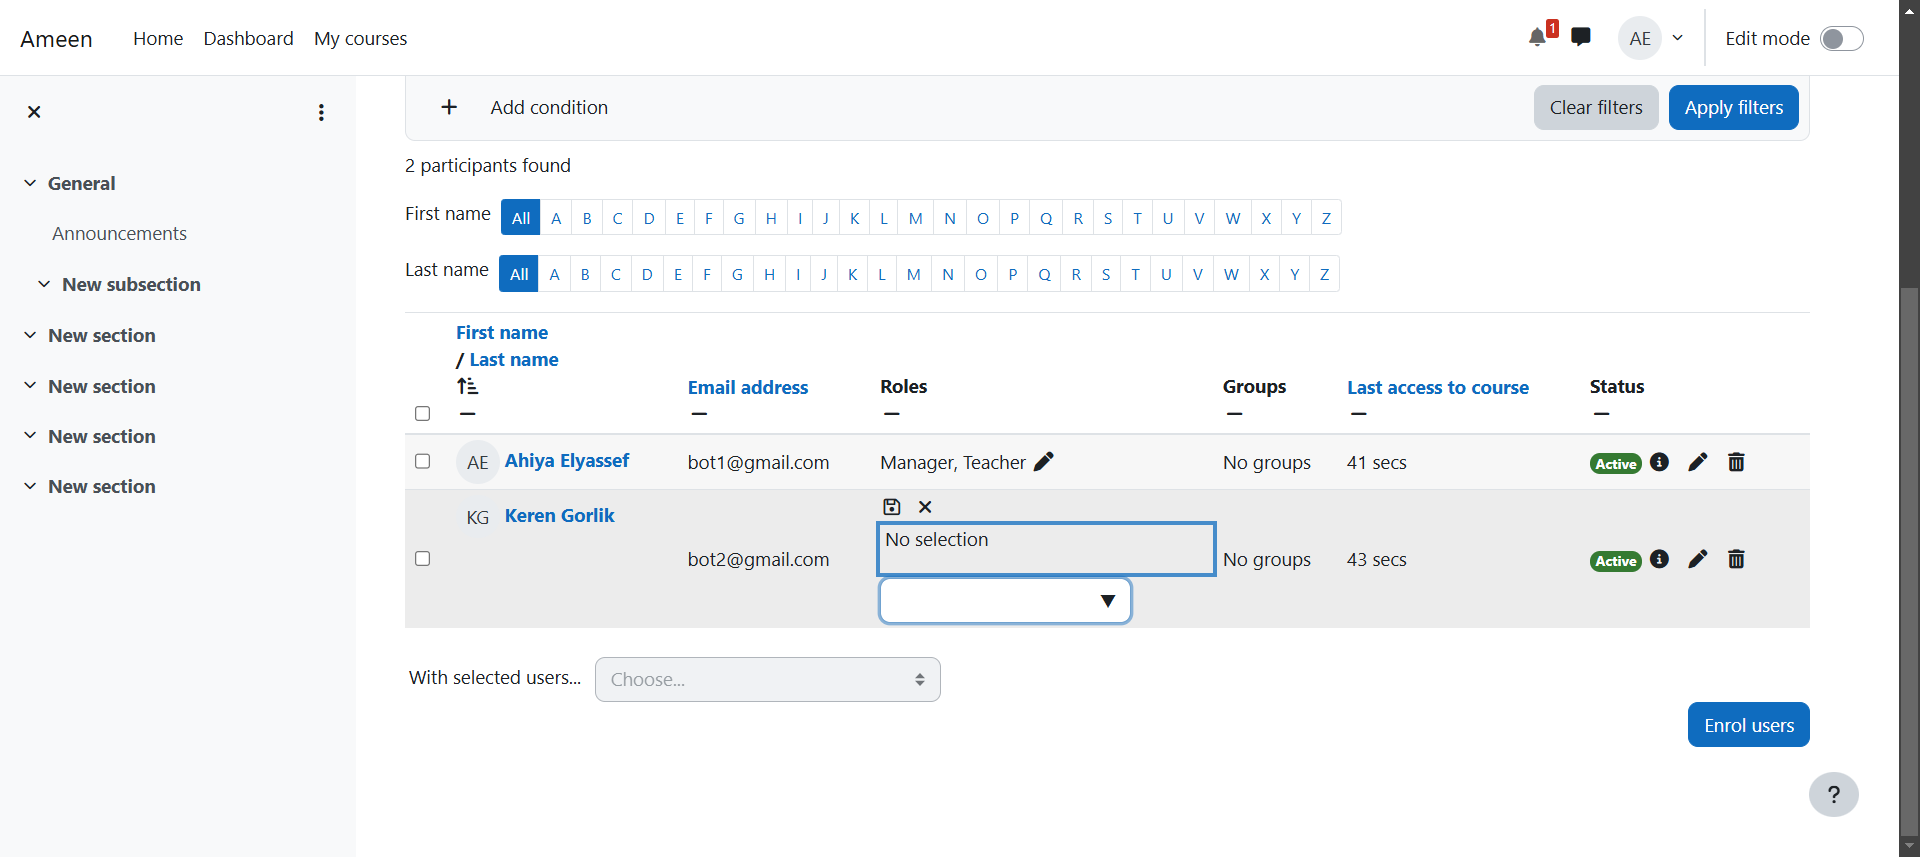 Ameen
Home
Dashboard
My courses
1
AE
Edit mode
General
Announcements
New subsection
New section
New section
New section
New section
+ Add condition
Clear filters
Apply filters
2 participants found
First name All A B C D E F G H I J K L M N O P Q R S T U V W X Y Z
Last name All A B C D E F G H I J K L M N O P Q R S T U V W X Y Z
First name
/ Last name
Email address
Roles
Groups
Last access to course
Status
AE Ahiya Elyassef bot1@gmail.com Manager, Teacher No groups 41 secs Active
KG Keren Gorlik bot2@gmail.com No selection No groups 43 secs Active
With selected users... Choose...
Enrol users
?